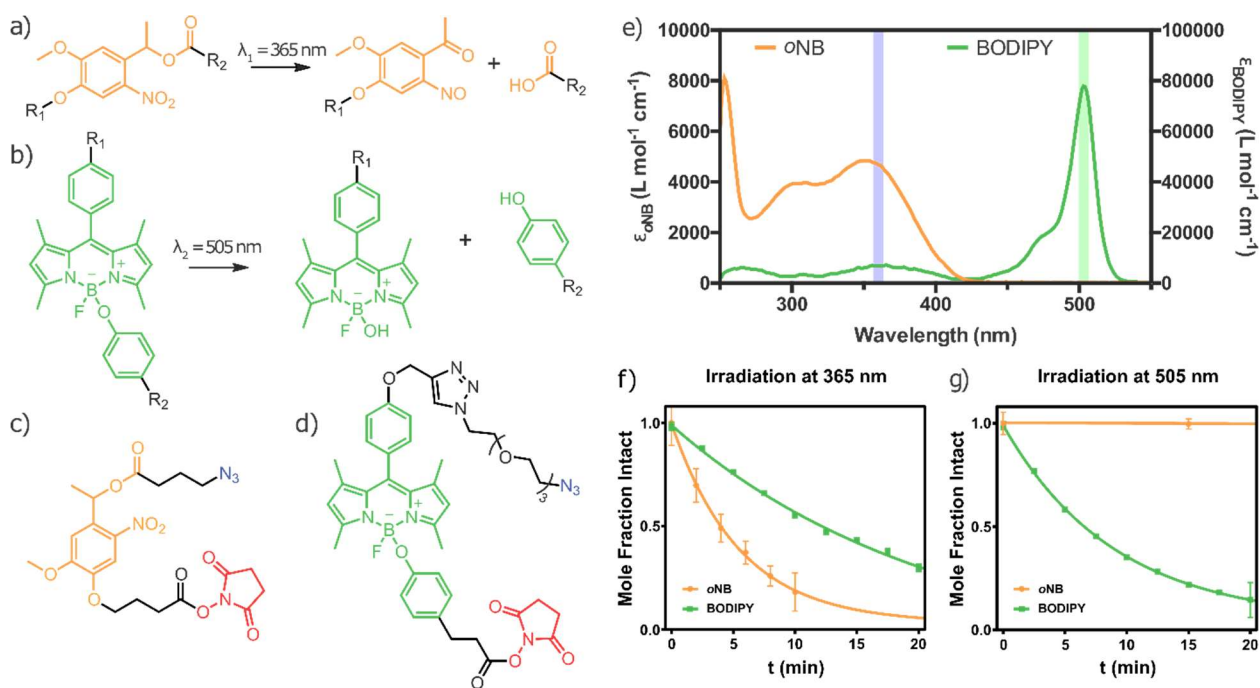 a)
λ₁ = 365 nm
O
O
O
R₂
O
NO₂
R₁
O
O
O
NO
R₁
+
O
HO
R₂
b)
R₁
λ₂ = 505 nm
N
N
−
+
B
F
O
R₂
R₁
N
N
−
+
B
F
OH
+
HO
R₂
c)
O
O
N₃
NO₂
O
O
O
O
N
O
O
d)
O
N
N
N
O
3
N₃
N
N
−
+
B
F
O
O
O
N
O
O
e)
oNB
BODIPY
10000
8000
6000
4000
2000
0
εoNB (L mol⁻¹ cm⁻¹)
100000
80000
60000
40000
20000
0
εBODIPY (L mol⁻¹ cm⁻¹)
300
400
500
Wavelength (nm)
f)
Irradiation at 365 nm
Mole Fraction Intact
1.0
0.5
0.0
oNB
BODIPY
0
5
10
15
20
t (min)
g)
Irradiation at 505 nm
Mole Fraction Intact
1.0
0.5
0.0
oNB
BODIPY
0
5
10
15
20
t (min)